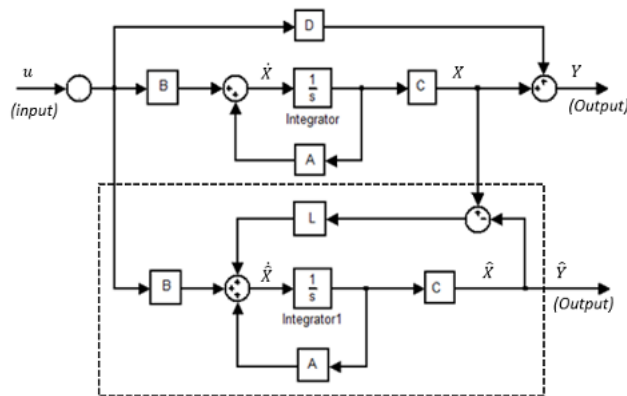 D
u
(input)
B
Ẋ
1
s
Integrator
C
X
Y
(Output)
A
L
B
X̂̇
1
s
Integrator1
C
X̂
Ŷ
(Output)
A